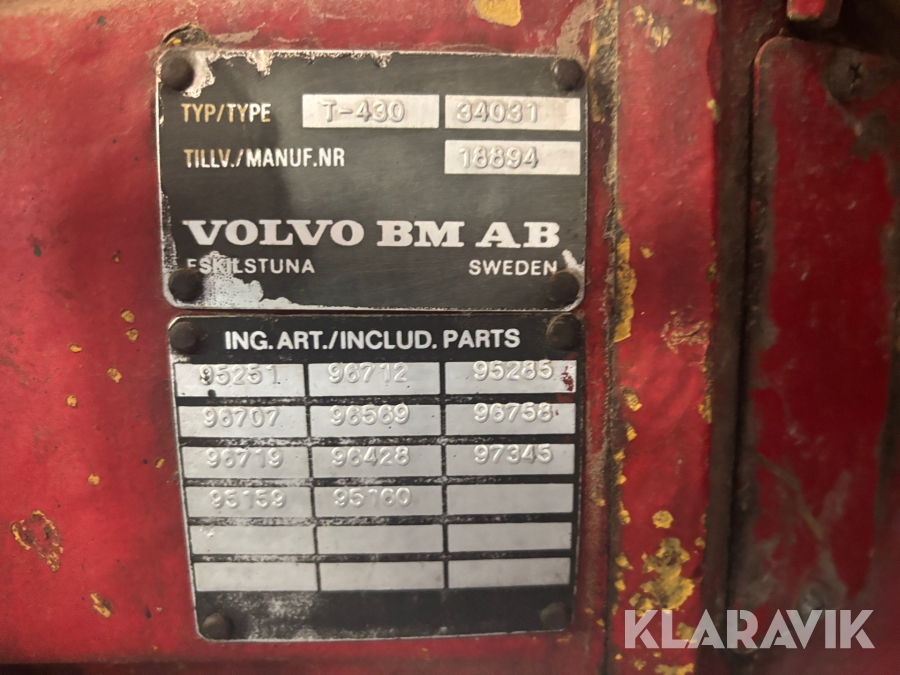 TYP/TYPE T-430 34031
TILLV./MANUF.NR 18894
VOLVO BM AB
ESKILSTUNA SWEDEN
ING.ART./INCLUD. PARTS
95251 96712 95285
96707 96569 96758
96719 96428 97345
95159 95160
KLARAVIK